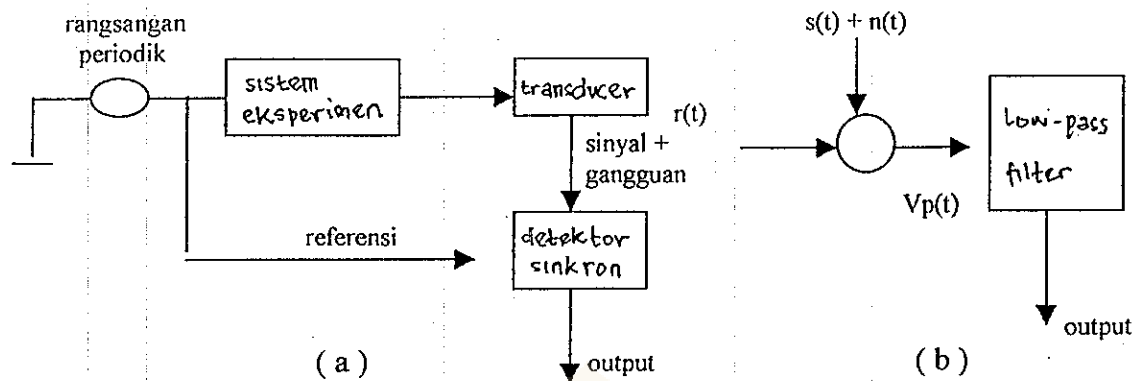 rangsangan
periodik
sistem
eksperimen
transducer
r(t)
sinyal +
gangguan
referensi
detektor
sinkron
output
( a )
s(t) + n(t)
Vp(t)
Low-pass
filter
output
( b )